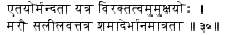 एतयोर्मन्दता यत्र विरक्तत्वमुमुक्षयोः ।
मरौ सलीलवत्तत्र शमादेर्भानमात्रता ॥ ३०॥